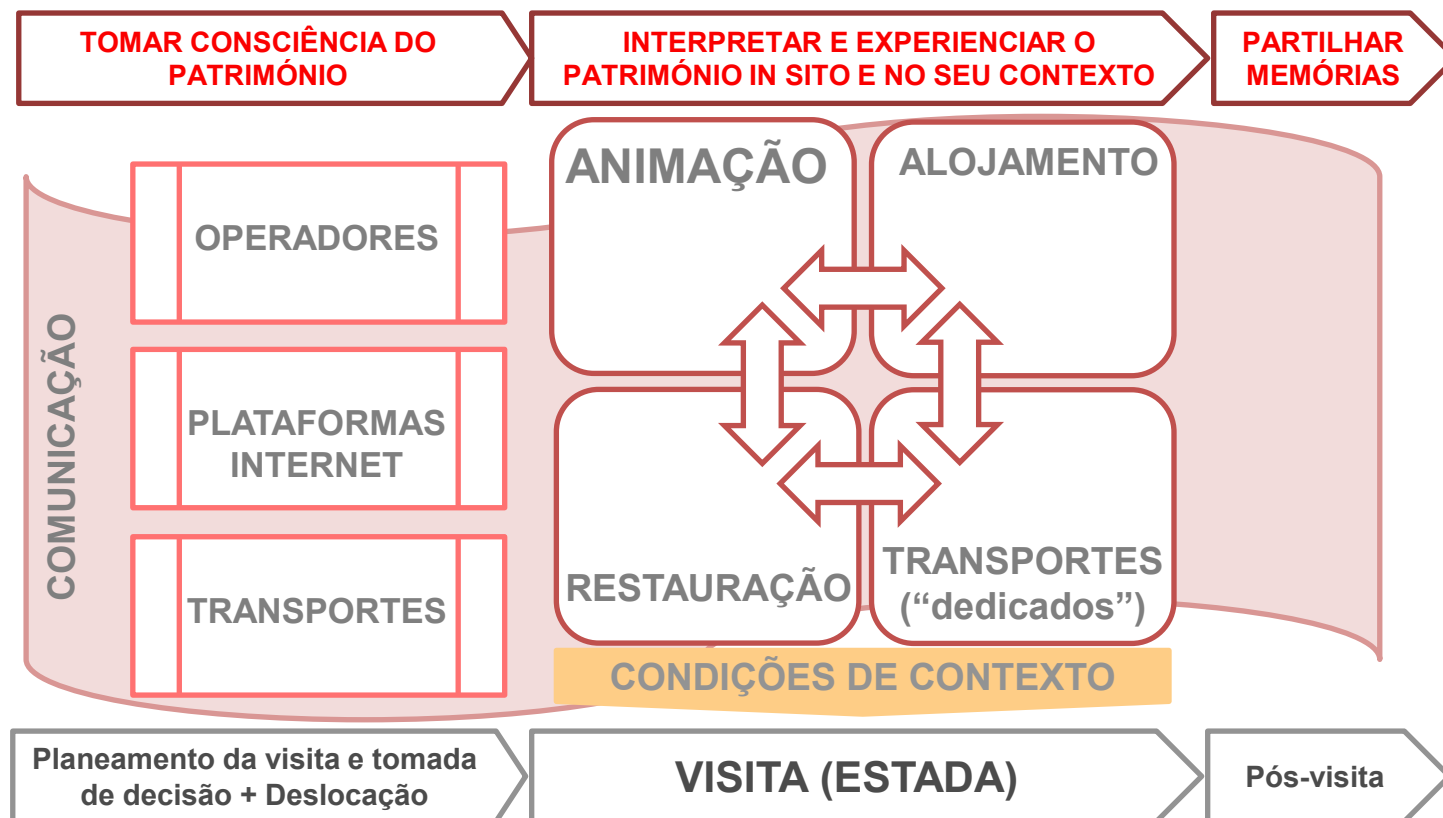 TOMAR CONSCIÊNCIA DO
PATRIMÓNIO
INTERPRETAR E EXPERIENCIAR O
PATRIMÓNIO IN SITO E NO SEU CONTEXTO
PARTILHAR
MEMÓRIAS
COMUNICAÇÃO
OPERADORES
PLATAFORMAS
INTERNET
TRANSPORTES
ANIMAÇÃO
ALOJAMENTO
RESTAURAÇÃO
TRANSPORTES
(“dedicados”)
CONDIÇÕES DE CONTEXTO
Planeamento da visita e tomada
de decisão + Deslocação
VISITA (ESTADA)
Pós-visita